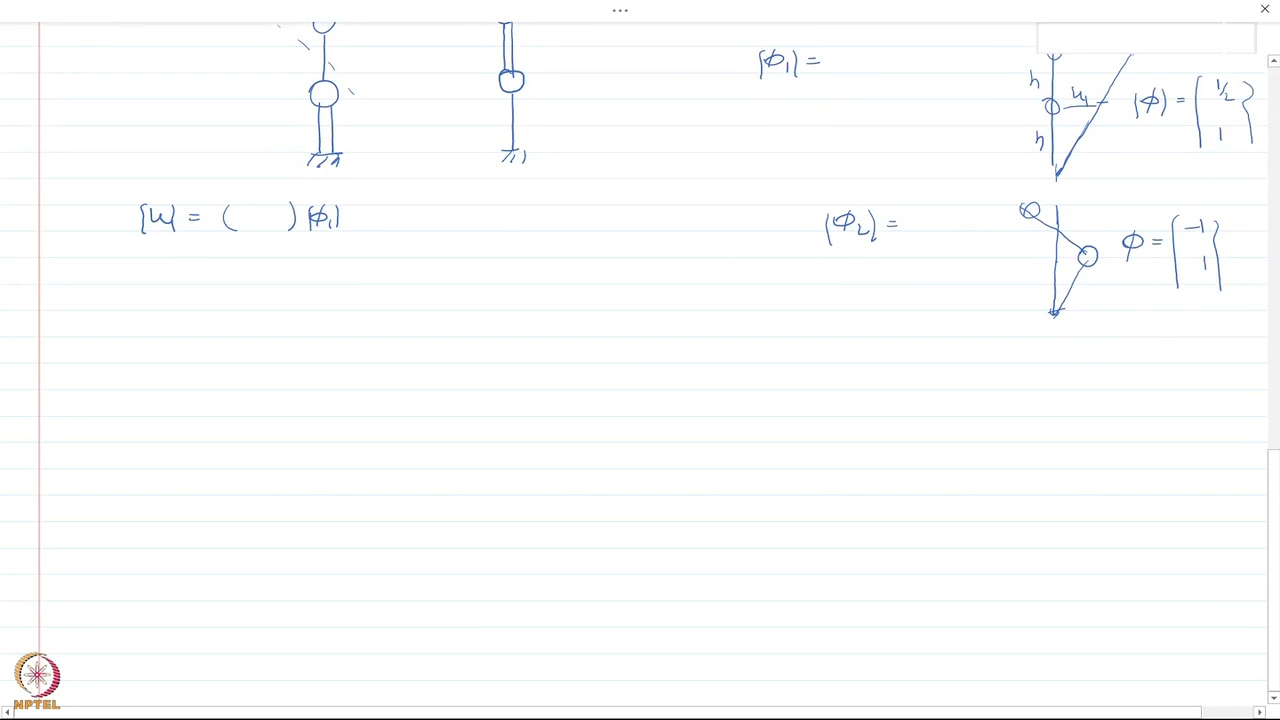 {ϕ₁} =
h
u₁
{ϕ} = { 1/2
1 }
h
{u} = ( ) {ϕ₁}
{ϕ₂} =
ϕ = { -1
1 }
NPTEL